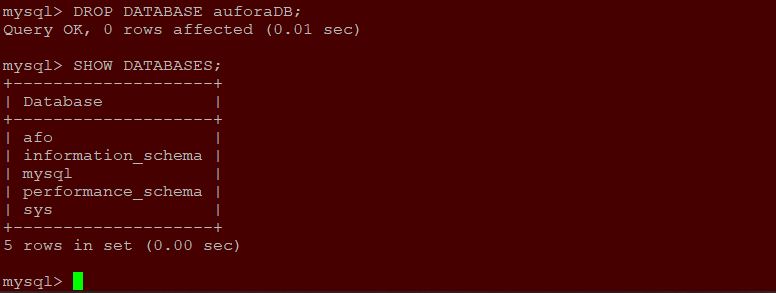 mysql> DROP DATABASE auforaDB;
Query OK, 0 rows affected (0.01 sec)
mysql> SHOW DATABASES;
+--------------------+
| Database           |
+--------------------+
| afo                |
| information_schema |
| mysql              |
| performance_schema |
| sys                |
+--------------------+
5 rows in set (0.00 sec)
mysql>